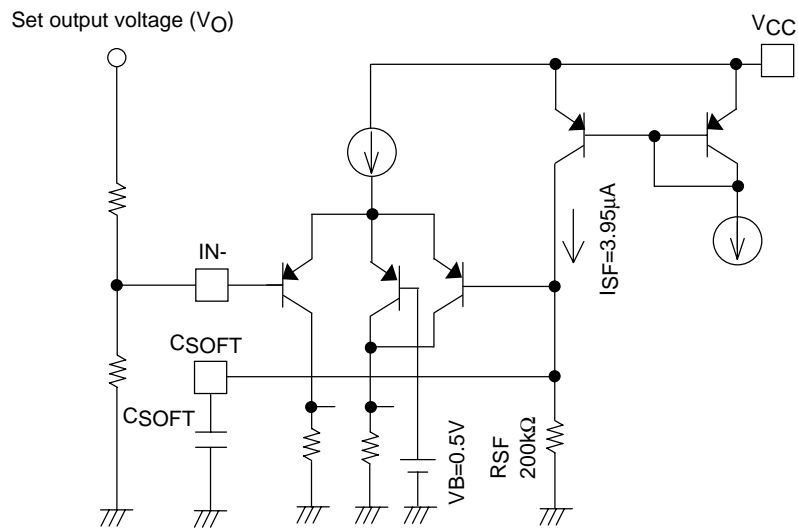 Set output voltage (VO)
VCC
IN-
ISF=3.95µA
CSOFT
CSOFT
VB=0.5V
RSF
200kΩ